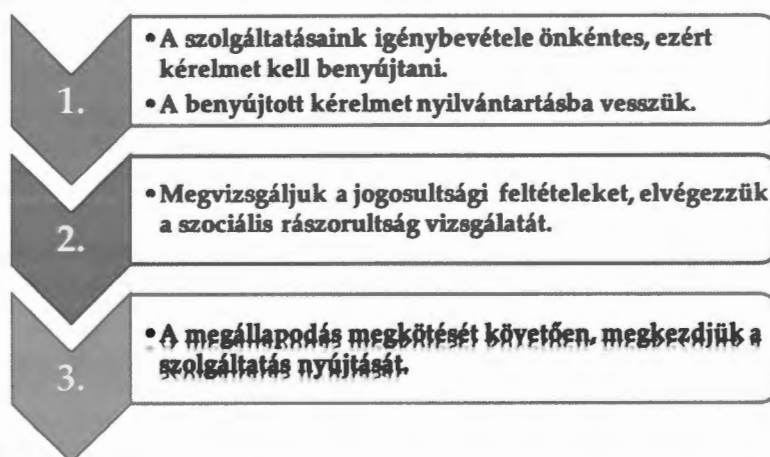 1.
• A szolgáltatásaink igénybevétele önkéntes, ezért
kérelmet kell benyújtani.
• A benyújtott kérelmet nyilvántartásba vesszük.
2.
• Megvizsgáljuk a jogosultsági feltételeket, elvégezzük
a szociális rászorultság vizsgálatát.
3.
• A megállapodás megkötését követően, megkezdjük a
szolgáltatás nyújtását.